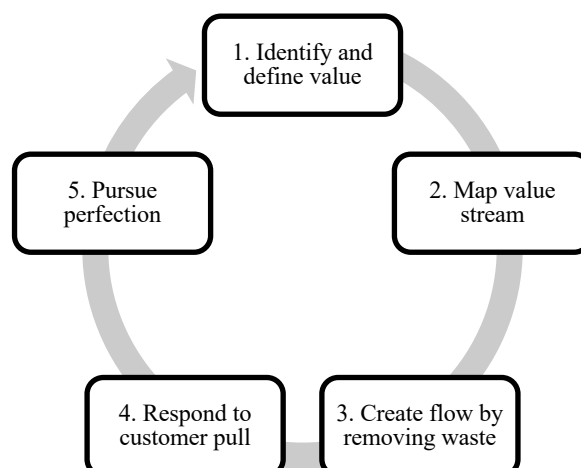 1. Identify and
define value
2. Map value
stream
3. Create flow by
removing waste
4. Respond to
customer pull
5. Pursue
perfection